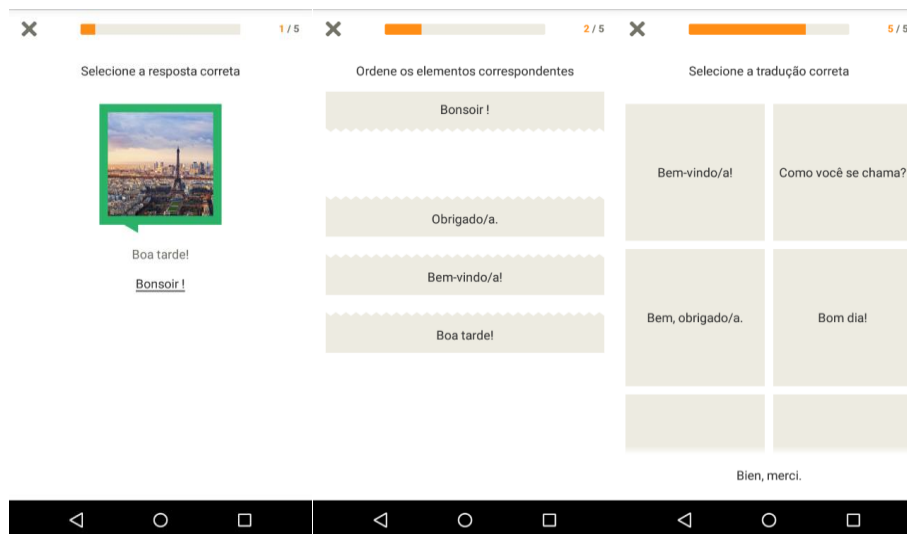 1 / 5
Selecione a resposta correta
Boa tarde!
Bonsoir !
2 / 5
Ordene os elementos correspondentes
Bonsoir !
Obrigado/a.
Bem-vindo/a!
Boa tarde!
5 / 5
Selecione a tradução correta
Bem-vindo/a!
Como você se chama?
Bem, obrigado/a.
Bom dia!
Bien, merci.